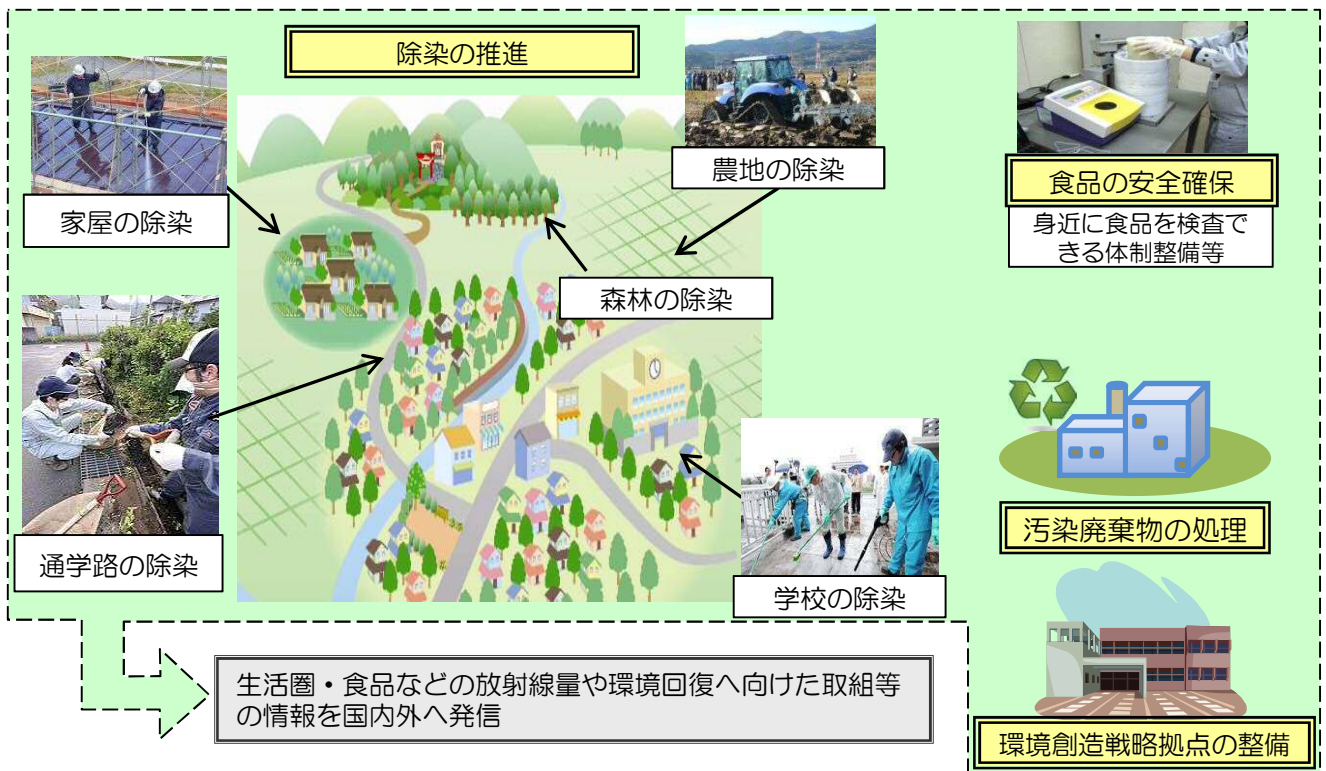 除染の推進
家屋の除染
農地の除染
森林の除染
通学路の除染
学校の除染
食品の安全確保
身近に食品を検査で
きる体制整備等
汚染廃棄物の処理
環境創造戦略拠点の整備
生活圏・食品などの放射線量や環境回復へ向けた取組等
の情報を国内外へ発信